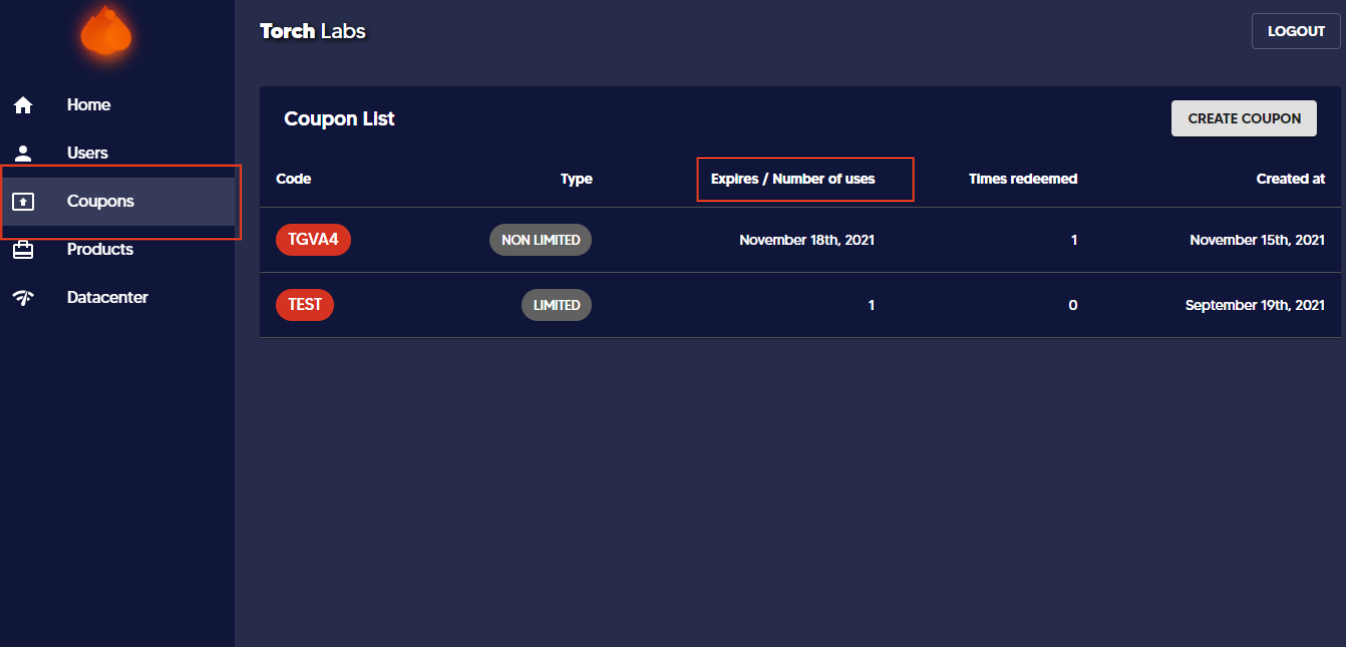 Torch Labs
LOGOUT
Home
Users
Coupons
Products
Datacenter
Coupon List
CREATE COUPON
Code Type Expires / Number of uses Times redeemed Created at
TGVA4 NON LIMITED November 18th, 2021 1 November 15th, 2021
TEST LIMITED 1 0 September 19th, 2021